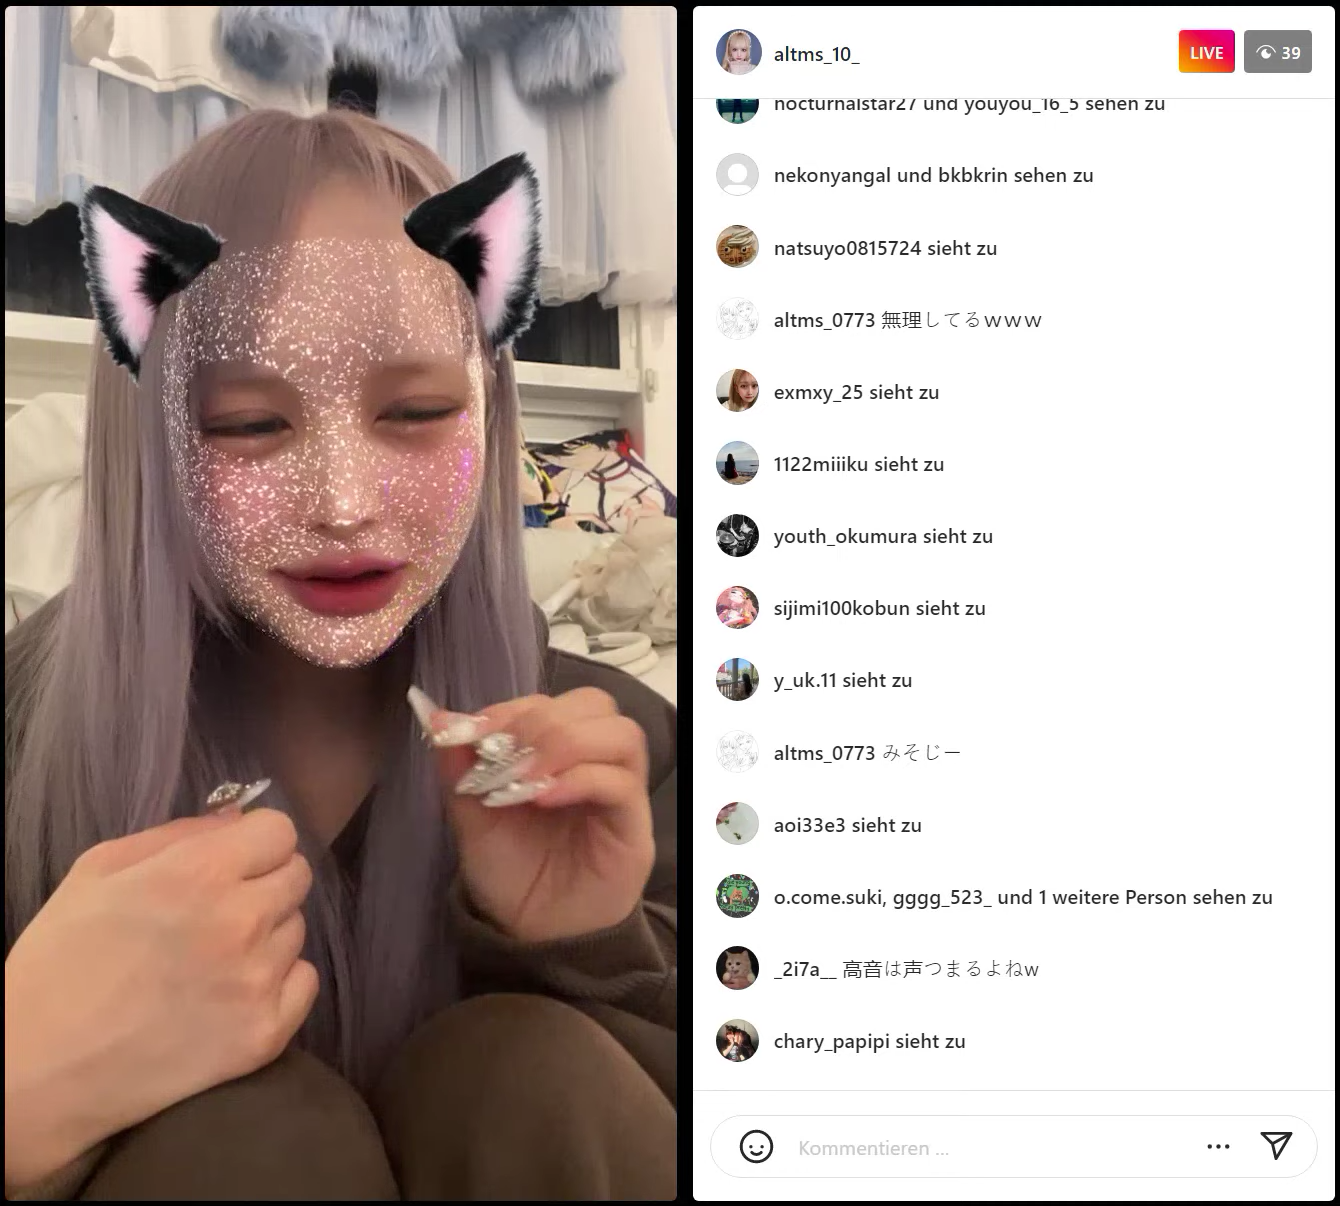 altms_10_
LIVE
39
nocturnalstar27 und youyou_16_5 sehen zu
nekonyangal und bkbkrin sehen zu
natsuyo0815724 sieht zu
altms_0773 無理してるｗｗｗ
exmxy_25 sieht zu
1122miiiku sieht zu
youth_okumura sieht zu
sijimi100kobun sieht zu
y_uk.11 sieht zu
altms_0773 みそじー
aoi33e3 sieht zu
o.come.suki, gggg_523_ und 1 weitere Person sehen zu
_2i7a__ 高音は声つまるよねw
chary_papipi sieht zu
Kommentieren ...